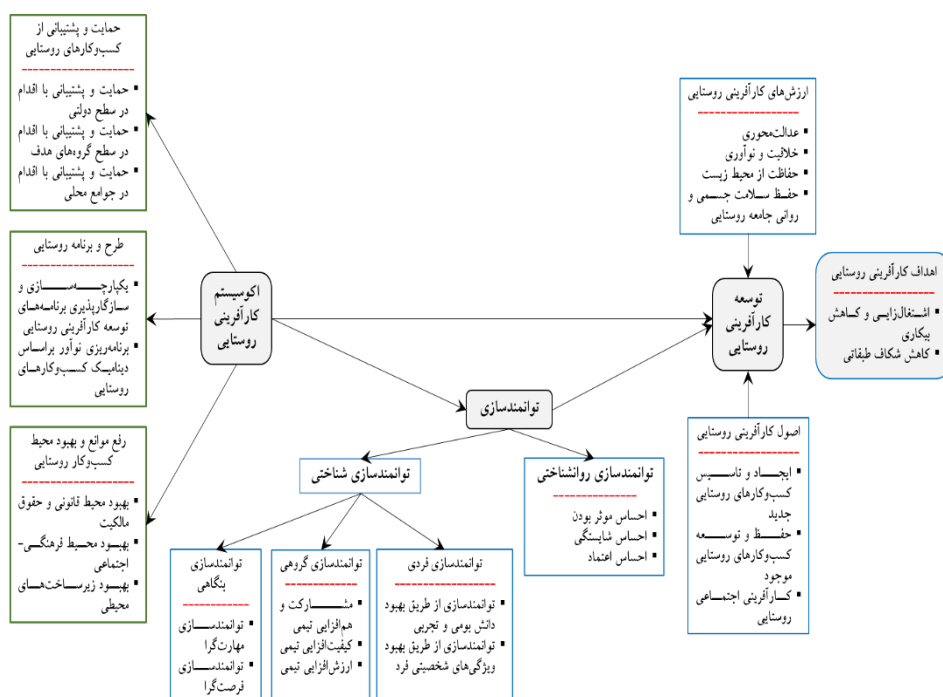 حمایت و پشتیبانی از
کسب‌وکارهای روستایی
حمایت و پشتیبانی با اقدام
در سطح دولتی
حمایت و پشتیبانی با اقدام
در سطح گروه‌های هدف
حمایت و پشتیبانی با اقدام
در جوامع محلی
طرح و برنامه روستایی
یکپارچه‌سازی و
سازگارپذیری برنامه‌های
توسعه کارآفرینی روستایی
برنامه‌ریزی نوآور براساس
دینامیک کسب‌وکارهای
روستایی
رفع موانع و بهبود محیط
کسب‌وکار روستایی
بهبود محیط قانونی و حقوق
مالکیت
بهبود محیط فرهنگی-
اجتماعی
بهبود زیرساخت‌های
محیطی
اکوسیستم
کارآفرینی
روستایی
توانمندسازی
توانمندسازی شناختی
توانمندسازی روانشناختی
احساس موثر بودن
احساس شایستگی
احساس اعتماد
توانمندسازی فردی
توانمندسازی از طریق بهبود
دانش بومی و تجربی
توانمندسازی از طریق بهبود
ویژگی‌های شخصیتی فرد
توانمندسازی گروهی
مشارکت و
هم‌افزایی تیمی
کیفیت‌افزایی تیمی
ارزش‌افزایی تیمی
توانمندسازی
بنگاهی
توانمندسازی
مهارت‌گرا
توانمندسازی
فرصت‌گرا
ارزش‌های کارآفرینی روستایی
عدالت‌محوری
خلاقیت و نوآوری
حفاظت از محیط زیست
حفظ سلامت جسمی و
روانی جامعه روستایی
توسعه
کارآفرینی
روستایی
اهداف کارآفرینی روستایی
اشتغال‌زایی و کاهش
بیکاری
کاهش شکاف طبقاتی
اصول کارآفرینی روستایی
ایجاد و تاسیس
کسب‌وکارهای روستایی
جدید
حفظ و توسعه
کسب‌وکارهای روستایی
موجود
کارآفرینی اجتماعی
روستایی